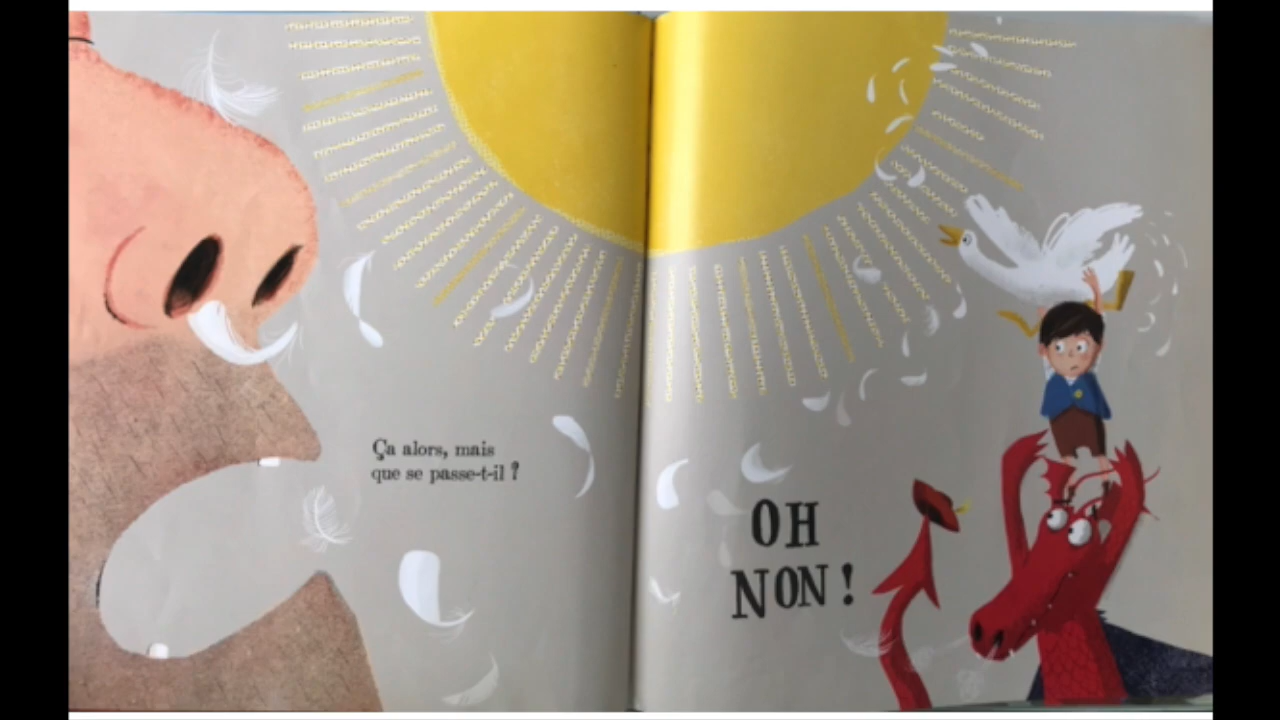 Ça alors, mais
que se passe-t-il ?
OH
NON !